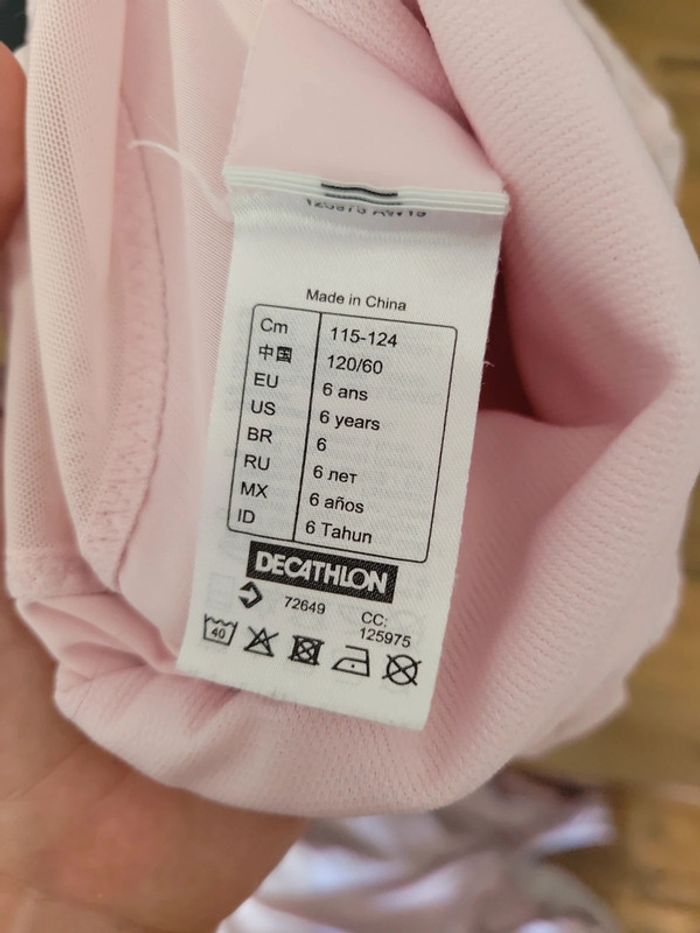 Made in China
Cm 115-124
中国 120/60
EU 6 ans
US 6 years
BR 6
RU 6 лет
MX 6 años
ID 6 Tahun
DECATHLON
72649 CC:
125975
40